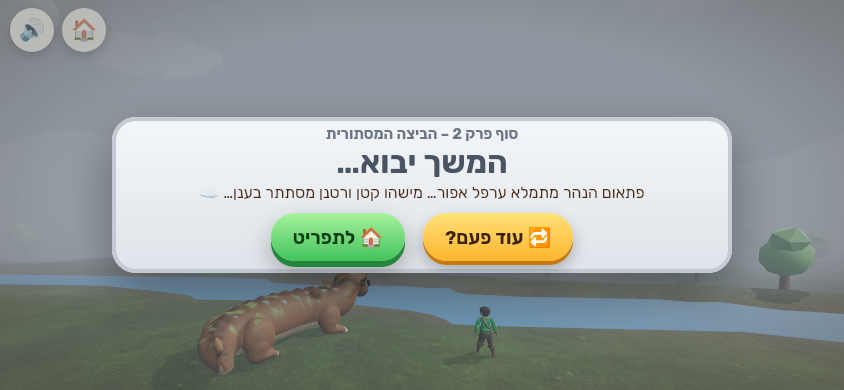 סוף פרק 2 – הביצה המסתורית
המשך יבוא...
פתאום הנהר מתמלא ערפל אפור... מישהו קטן ורטנן מסתתר בענן... ☁️
🔁 עוד פעם?
🏠 לתפריט